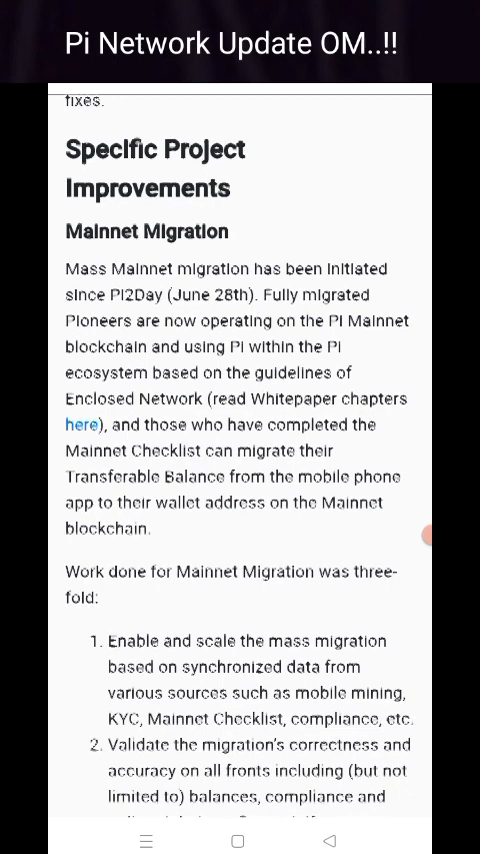 Pi Network Update OM..!!
fixes.
Specific Project
Improvements
Mainnet Migration
Mass Mainnet migration has been initiated
since Pi2Day (June 28th). Fully migrated
Pioneers are now operating on the Pi Mainnet
blockchain and using Pi within the Pi
ecosystem based on the guidelines of
Enclosed Network (read Whitepaper chapters
here), and those who have completed the
Mainnet Checklist can migrate their
Transferable Balance from the mobile phone
app to their wallet address on the Mainnet
blockchain.
Work done for Mainnet Migration was three-
fold:
1. Enable and scale the mass migration
based on synchronized data from
various sources such as mobile mining,
KYC, Mainnet Checklist, compliance, etc.
2. Validate the migration's correctness and
accuracy on all fronts including (but not
limited to) balances, compliance and